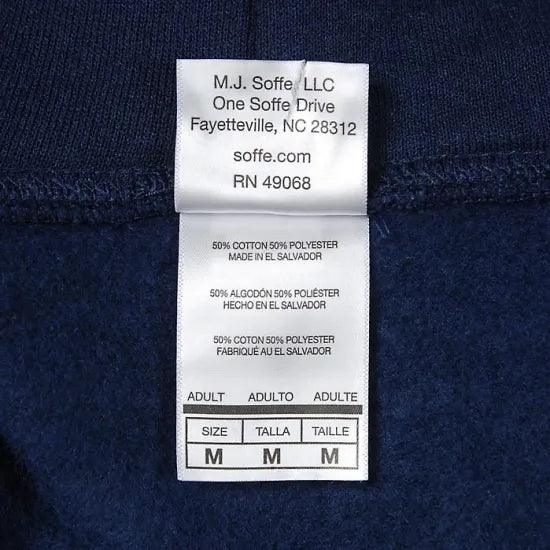 M.J. Soffe, LLC
One Soffe Drive
Fayetteville, NC 28312
soffe.com
RN 49068
50% COTTON 50% POLYESTER
MADE IN EL SALVADOR
50% ALGODÓN 50% POLIÉSTER
HECHO EN EL SALVADOR
50% COTON 50% POLYESTER
FABRIQUÉ AU EL SALVADOR
ADULT ADULTO ADULTE
SIZE TALLA TAILLE
M M M